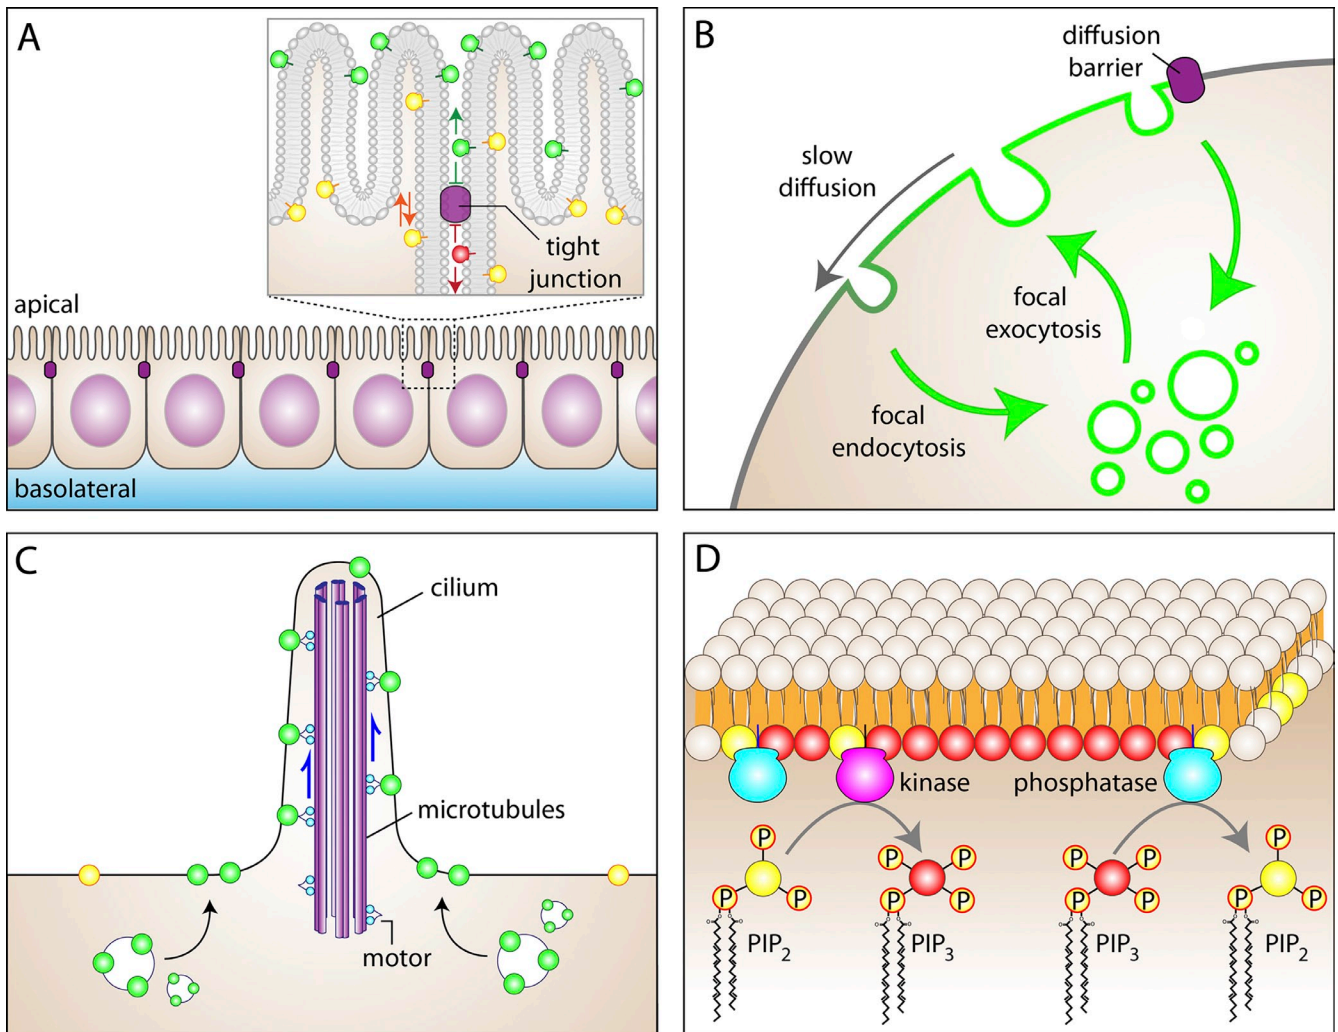 A
tight
junction
apical
basolateral
B
diffusion
barrier
slow
diffusion
focal
exocytosis
focal
endocytosis
C
cilium
microtubules
motor
D
kinase
phosphatase
P
P
P
PIP2
P
P
P
P
PIP3
P
P
P
P
PIP3
P
P
P
PIP2